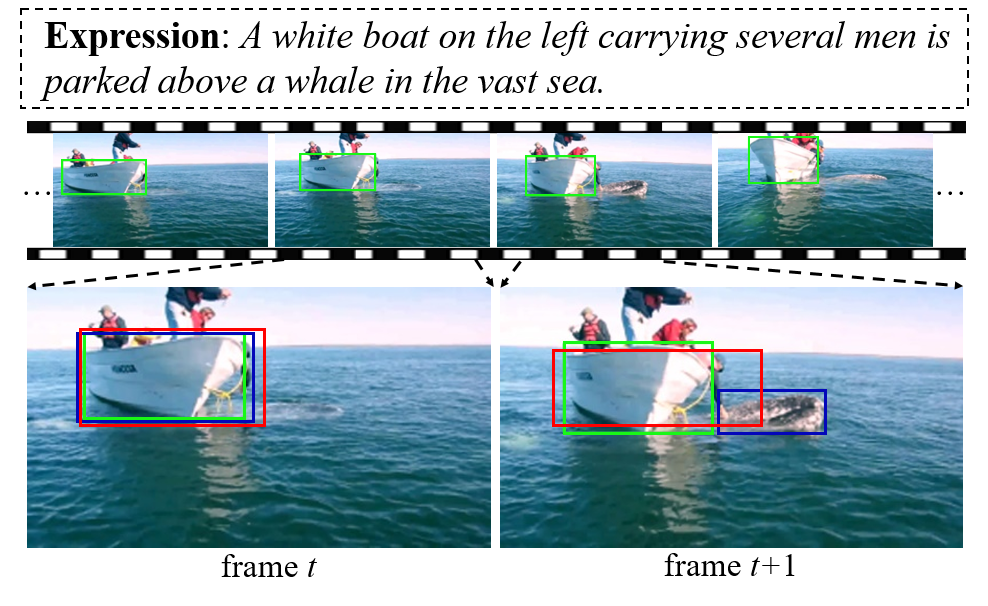 Expression: A white boat on the left carrying several men is
parked above a whale in the vast sea.
... ...
frame t frame t+1